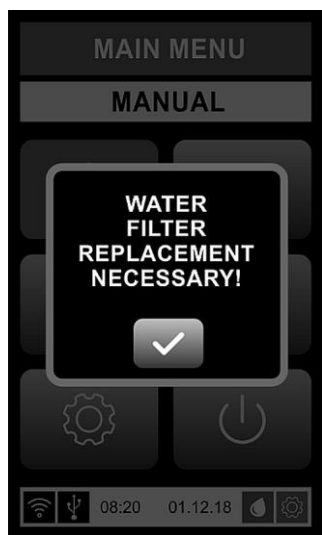 MAIN MENU
MANUAL
WATER
FILTER
REPLACEMENT
NECESSARY!
08:20 01.12.18